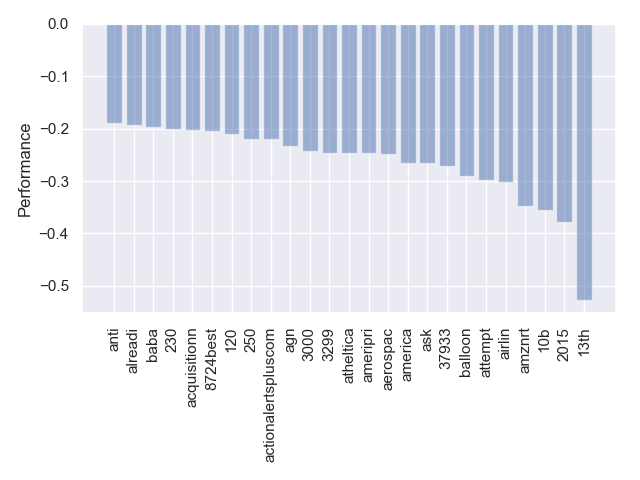 0.0
−0.1
−0.2
−0.3
−0.4
−0.5
Performance
anti
alreadi
baba
230
acquisitionn
8724best
120
250
actionalertspluscom
agn
3000
3299
atheltica
ameripri
aerospac
america
ask
37933
balloon
attempt
airlin
amznrt
10b
2015
13th